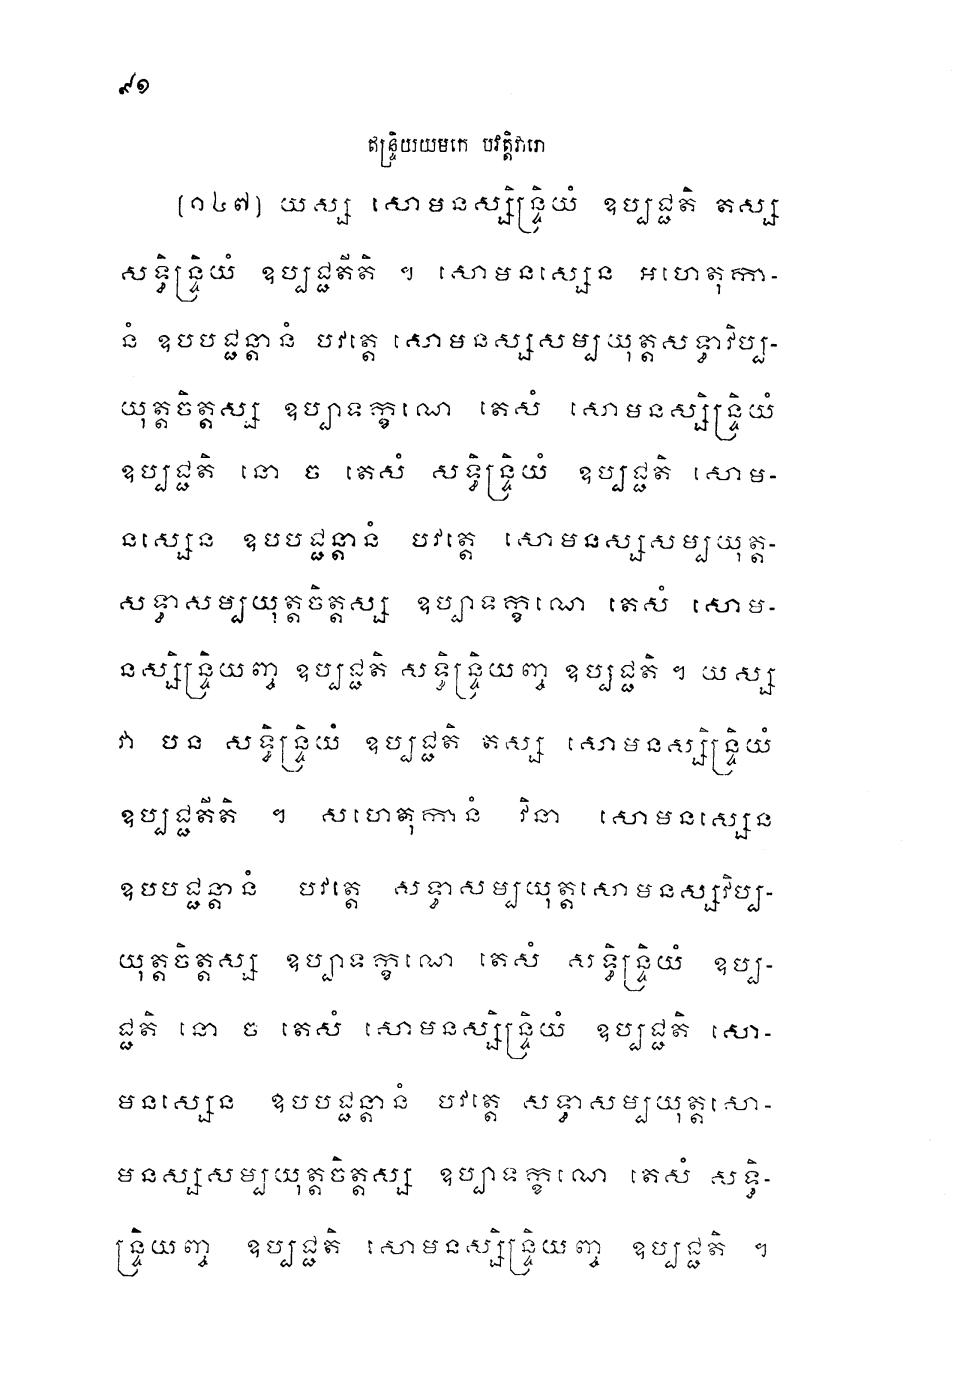 ៩១
ឥន្ទ្រិយយមកេ បវត្តិវារោ
(១៤៧) យស្ស សោមនស្សិន្ទ្រិយំ ឧប្បជ្ជតិ តស្ស
សទ្ធិន្ទ្រិយំ ឧប្បជ្ជតីតិ ។ សោមនស្សេន អហេតុកា-
នំ ឧបបជ្ជន្តានំ បវត្តេ សោមនស្សសម្បយុត្តសទ្ធាវិប្ប-
យុត្តចិត្តស្ស ឧប្បាទក្ខណេ តេសំ សោមនស្សិន្ទ្រិយំ
ឧប្បជ្ជតិ នោ ច តេសំ សទ្ធិន្ទ្រិយំ ឧប្បជ្ជតិ សោម-
នស្សេន ឧបបជ្ជន្តានំ បវត្តេ សោមនស្សសម្បយុត្ត-
សទ្ធាសម្បយុត្តចិត្តស្ស ឧប្បាទក្ខណេ តេសំ សោម-
នស្សិន្ទ្រិយញ្ច ឧប្បជ្ជតិ សទ្ធិន្ទ្រិយញ្ច ឧប្បជ្ជតិ ។ យស្ស
វា បន សទ្ធិន្ទ្រិយំ ឧប្បជ្ជតិ តស្ស សោមនស្សិន្ទ្រិយំ
ឧប្បជ្ជតីតិ ។ សហេតុកានំ វិនា សោមនស្សេន
ឧបបជ្ជន្តានំ បវត្តេ សទ្ធាសម្បយុត្តសោមនស្សវិប្ប-
យុត្តចិត្តស្ស ឧប្បាទក្ខណេ តេសំ សទ្ធិន្ទ្រិយំ ឧប្ប-
ជ្ជតិ នោ ច តេសំ សោមនស្សិន្ទ្រិយំ ឧប្បជ្ជតិ សោ-
មនស្សេន ឧបបជ្ជន្តានំ បវត្តេ សទ្ធាសម្បយុត្តសោ-
មនស្សសម្បយុត្តចិត្តស្ស ឧប្បាទក្ខណេ តេសំ សទ្ធិ-
ន្ទ្រិយញ្ច ឧប្បជ្ជតិ សោមនស្សិន្ទ្រិយញ្ច ឧប្បជ្ជតិ ។